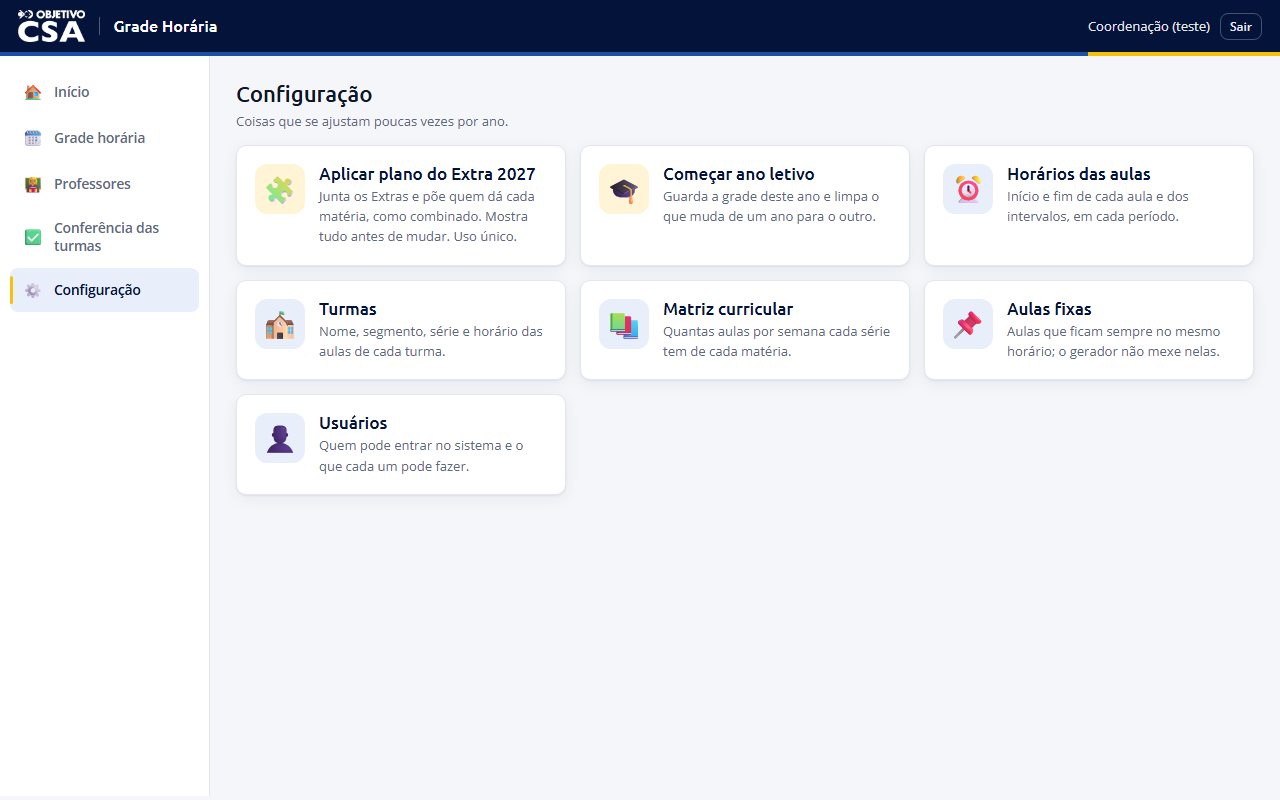 OBJETIVO
CSA
Grade Horária
Coordenação (teste)
Sair
Início
Grade horária
Professores
Conferência das
turmas
Configuração
Configuração
Coisas que se ajustam poucas vezes por ano.
Aplicar plano do Extra 2027
Junta os Extras e põe quem dá cada
matéria, como combinado. Mostra
tudo antes de mudar. Uso único.
Começar ano letivo
Guarda a grade deste ano e limpa o
que muda de um ano para o outro.
Horários das aulas
Início e fim de cada aula e dos
intervalos, em cada período.
Turmas
Nome, segmento, série e horário das
aulas de cada turma.
Matriz curricular
Quantas aulas por semana cada série
tem de cada matéria.
Aulas fixas
Aulas que ficam sempre no mesmo
horário; o gerador não mexe nelas.
Usuários
Quem pode entrar no sistema e o
que cada um pode fazer.